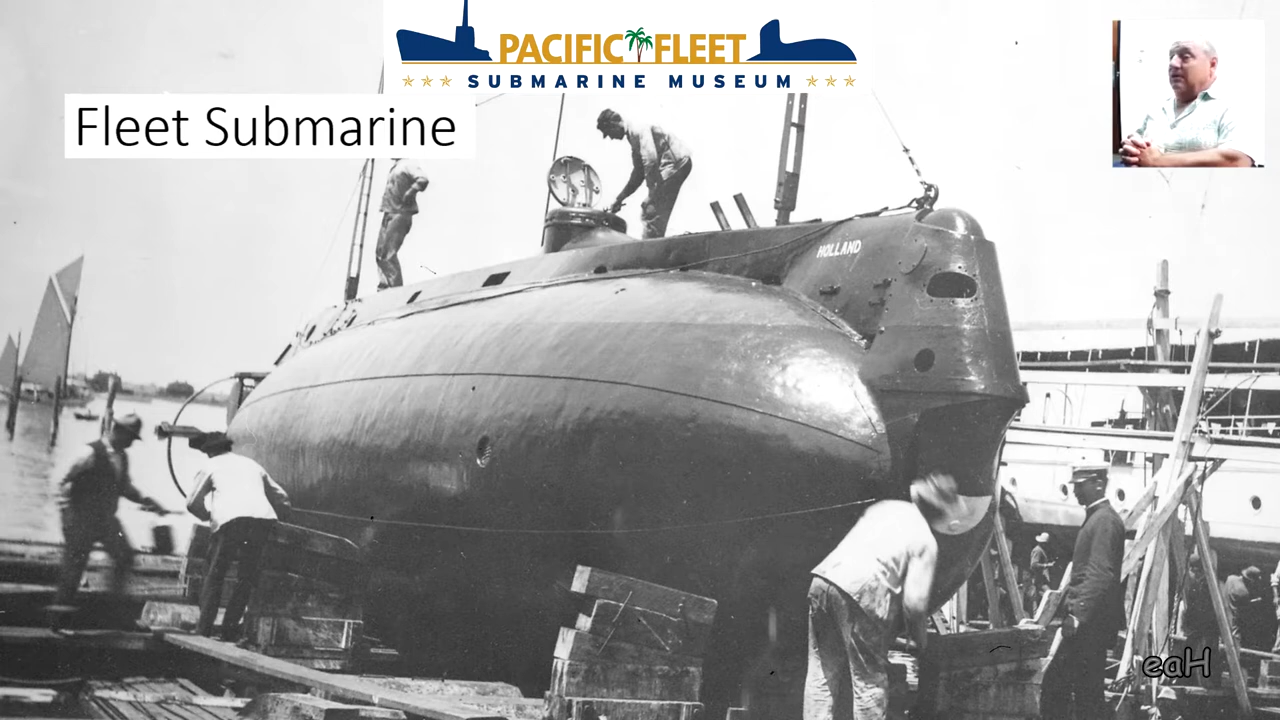 PACIFIC FLEET
SUBMARINE MUSEUM
Fleet Submarine
HOLLAND
eaH